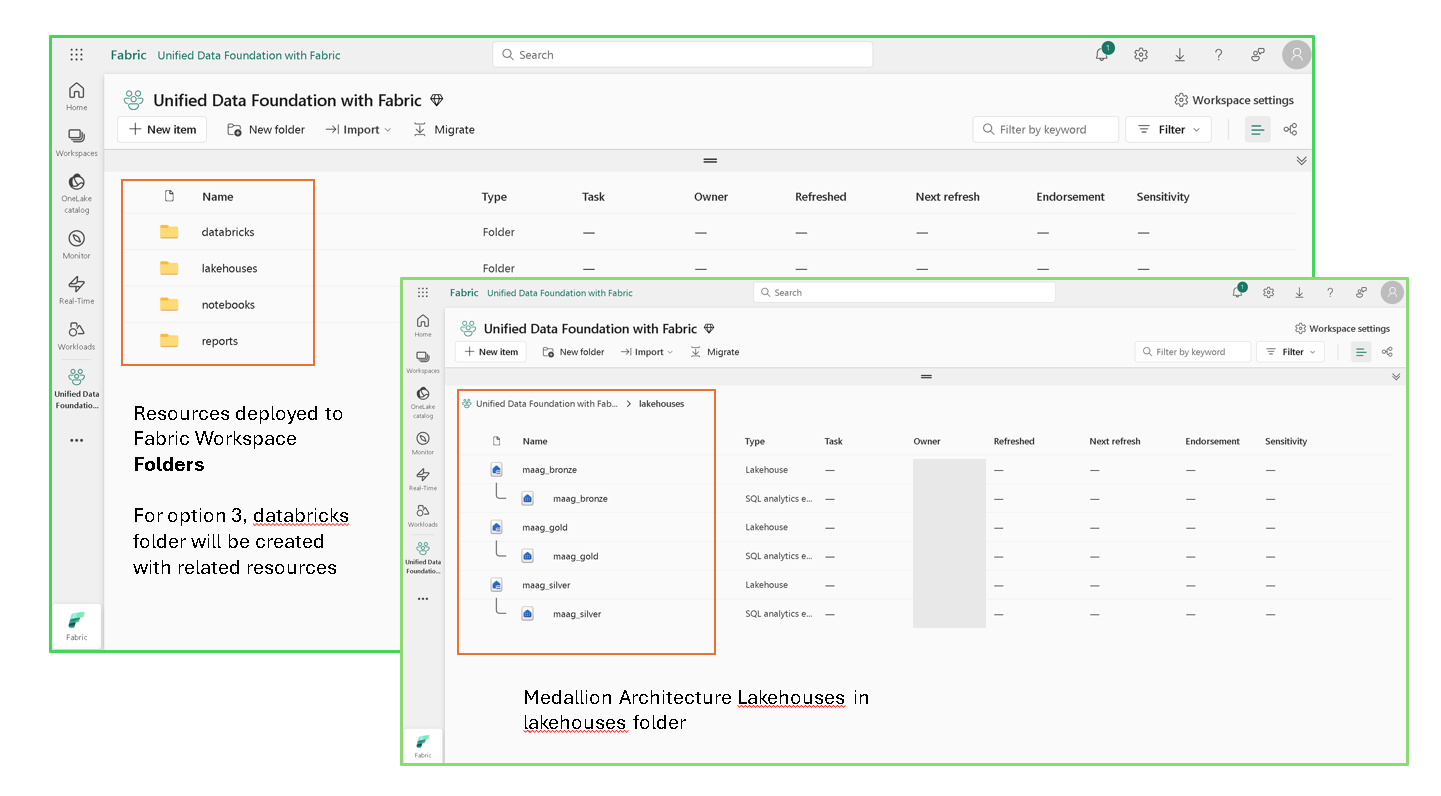 Fabric Unified Data Foundation with Fabric Search 1
Unified Data Foundation with Fabric Workspace settings
New item New folder Import Migrate Filter by keyword Filter
Home
Workspaces
OneLake
catalog
Monitor
Real-Time
Workloads
Unified Data
Foundatio...
Fabric
Name Type Task Owner Refreshed Next refresh Endorsement Sensitivity
databricks Folder — — — — — —
lakehouses Folder — — — — — —
notebooks
reports
Resources deployed to
Fabric Workspace
Folders
For option 3, databricks
folder will be created
with related resources
Fabric Unified Data Foundation with Fabric Search 1
Unified Data Foundation with Fabric Workspace settings
New item New folder Import Migrate Filter by keyword Filter
Home
Workspaces
OneLake
catalog
Monitor
Real-Time
Workloads
Unified Data
Foundatio...
Fabric
Unified Data Foundation with Fab... > lakehouses
Name Type Task Owner Refreshed Next refresh Endorsement Sensitivity
maag_bronze Lakehouse — — — — —
maag_bronze SQL analytics e... — — — — —
maag_gold Lakehouse — — — — —
maag_gold SQL analytics e... — — — — —
maag_silver Lakehouse — — — — —
maag_silver SQL analytics e... — — — — —
Medallion Architecture Lakehouses in
lakehouses folder